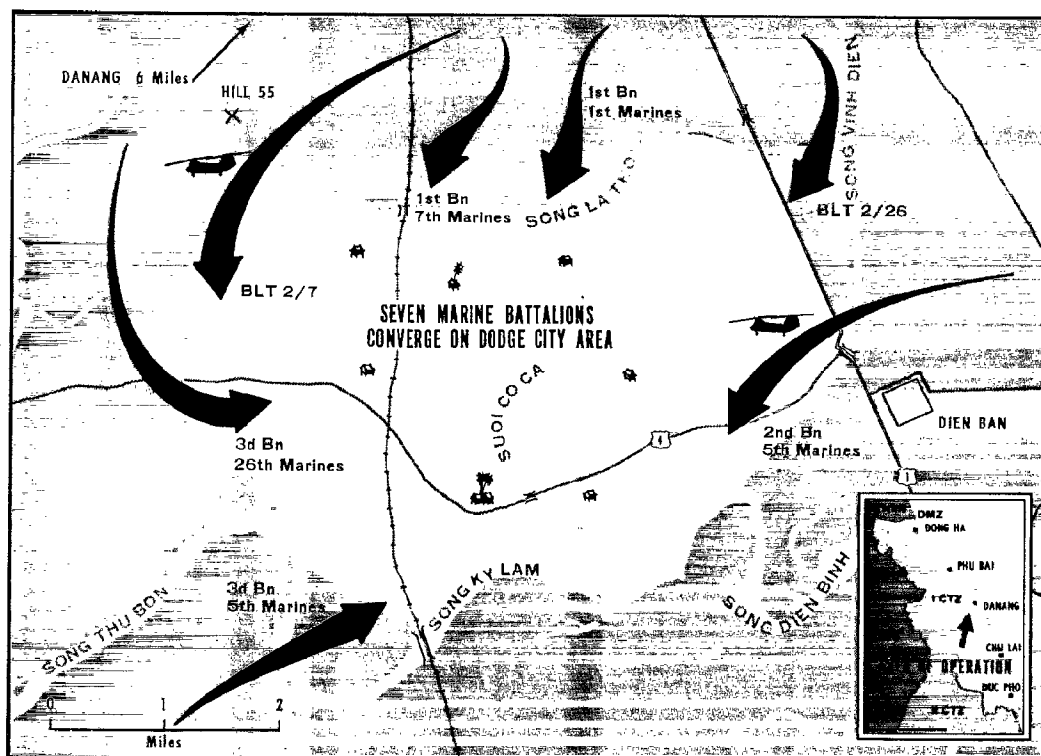 DANANG 6 Miles
HILL 55
1st Bn
1st Marines
SONG VINH DIEN
1st Bn
7th Marines
SONG LA THO
BLT 2/26
BLT 2/7
SEVEN MARINE BATTALIONS
CONVERGE ON DODGE CITY AREA
SUOI CO CA
3d Bn
26th Marines
4
2nd Bn
5th Marines
DIEN BAN
1
3d Bn
5th Marines
SONG THU BON
SONG KY LAM
SONG DIEN BINH
0 1 2
Miles
DMZ
DONG HA
PHU BAI
I CTZ
DANANG
CHU LAI
OF OPERATION
DUC PHO
II CTZ